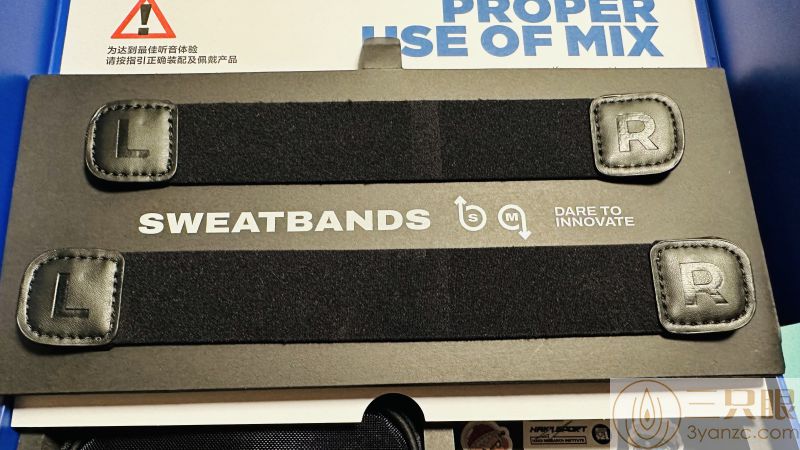 PROPER
USE OF MIX
为达到最佳听音体验
请按指引正确装配及佩戴产品
L
R
SWEATBANDS
S
M
DARE TO
INNOVATE
L
R
三只眼
3yanzc.com